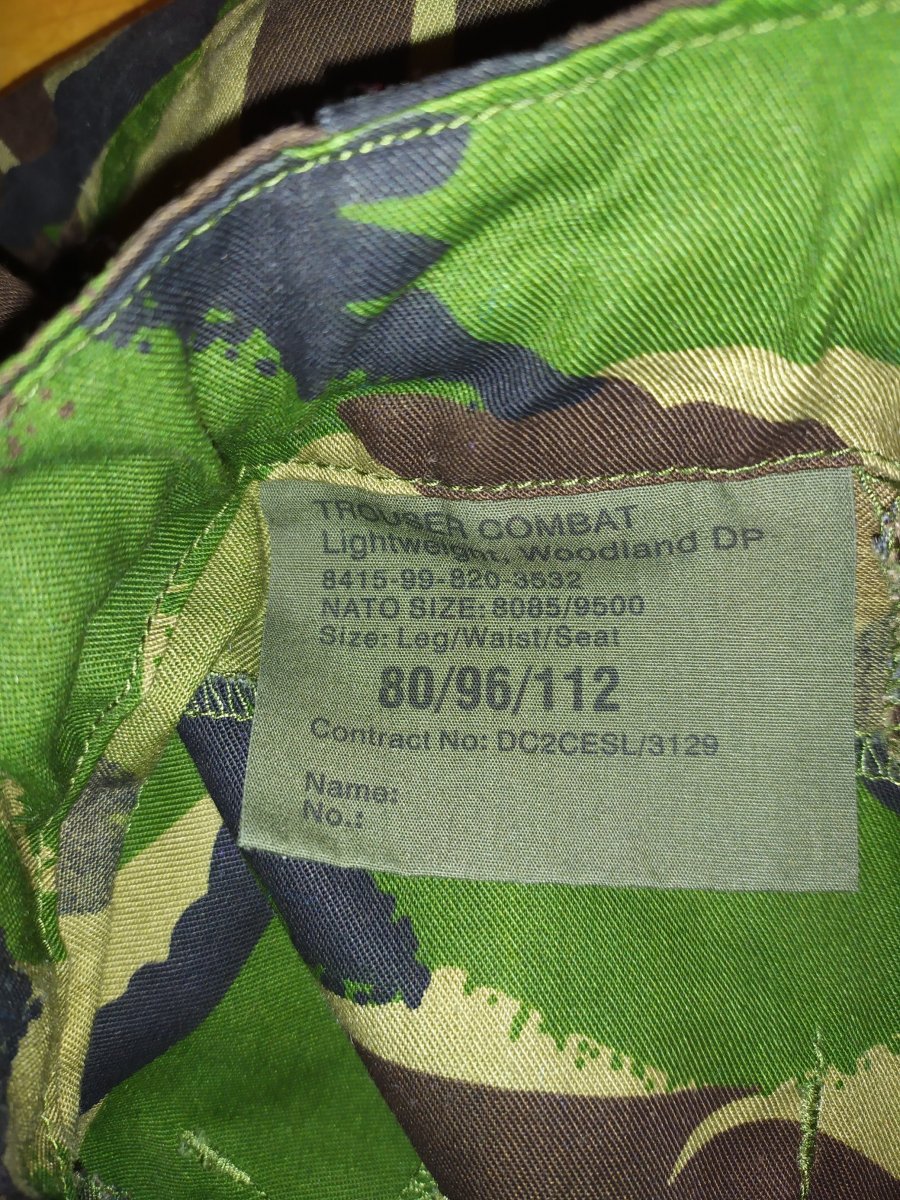 TROUSER COMBAT
Lightweight, Woodland DP
8415-99-820-3532
NATO SIZE: 8085/9500
Size: Leg/Waist/Seat
80/96/112
Contract No: DC2CESL/3129
Name:
No.: